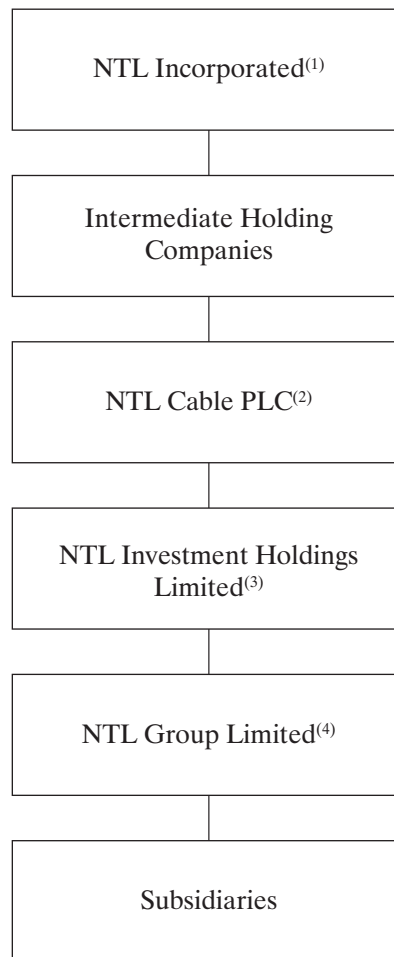 NTL Incorporated(1)
Intermediate Holding
Companies
NTL Cable PLC(2)
NTL Investment Holdings
Limited(3)
NTL Group Limited(4)
Subsidiaries